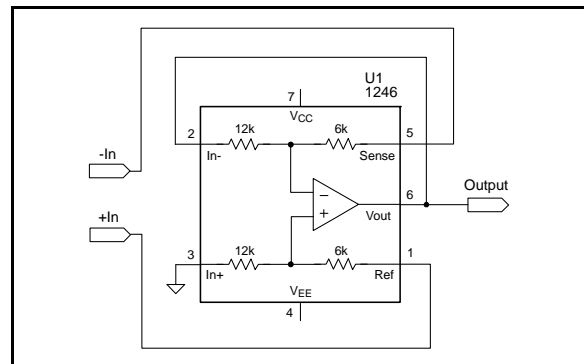 U1
1246
7
VCC
2
12k
6k
5
In-
Sense
-In
−
+
6
Vout
Output
+In
3
12k
6k
1
In+
Ref
VEE
4